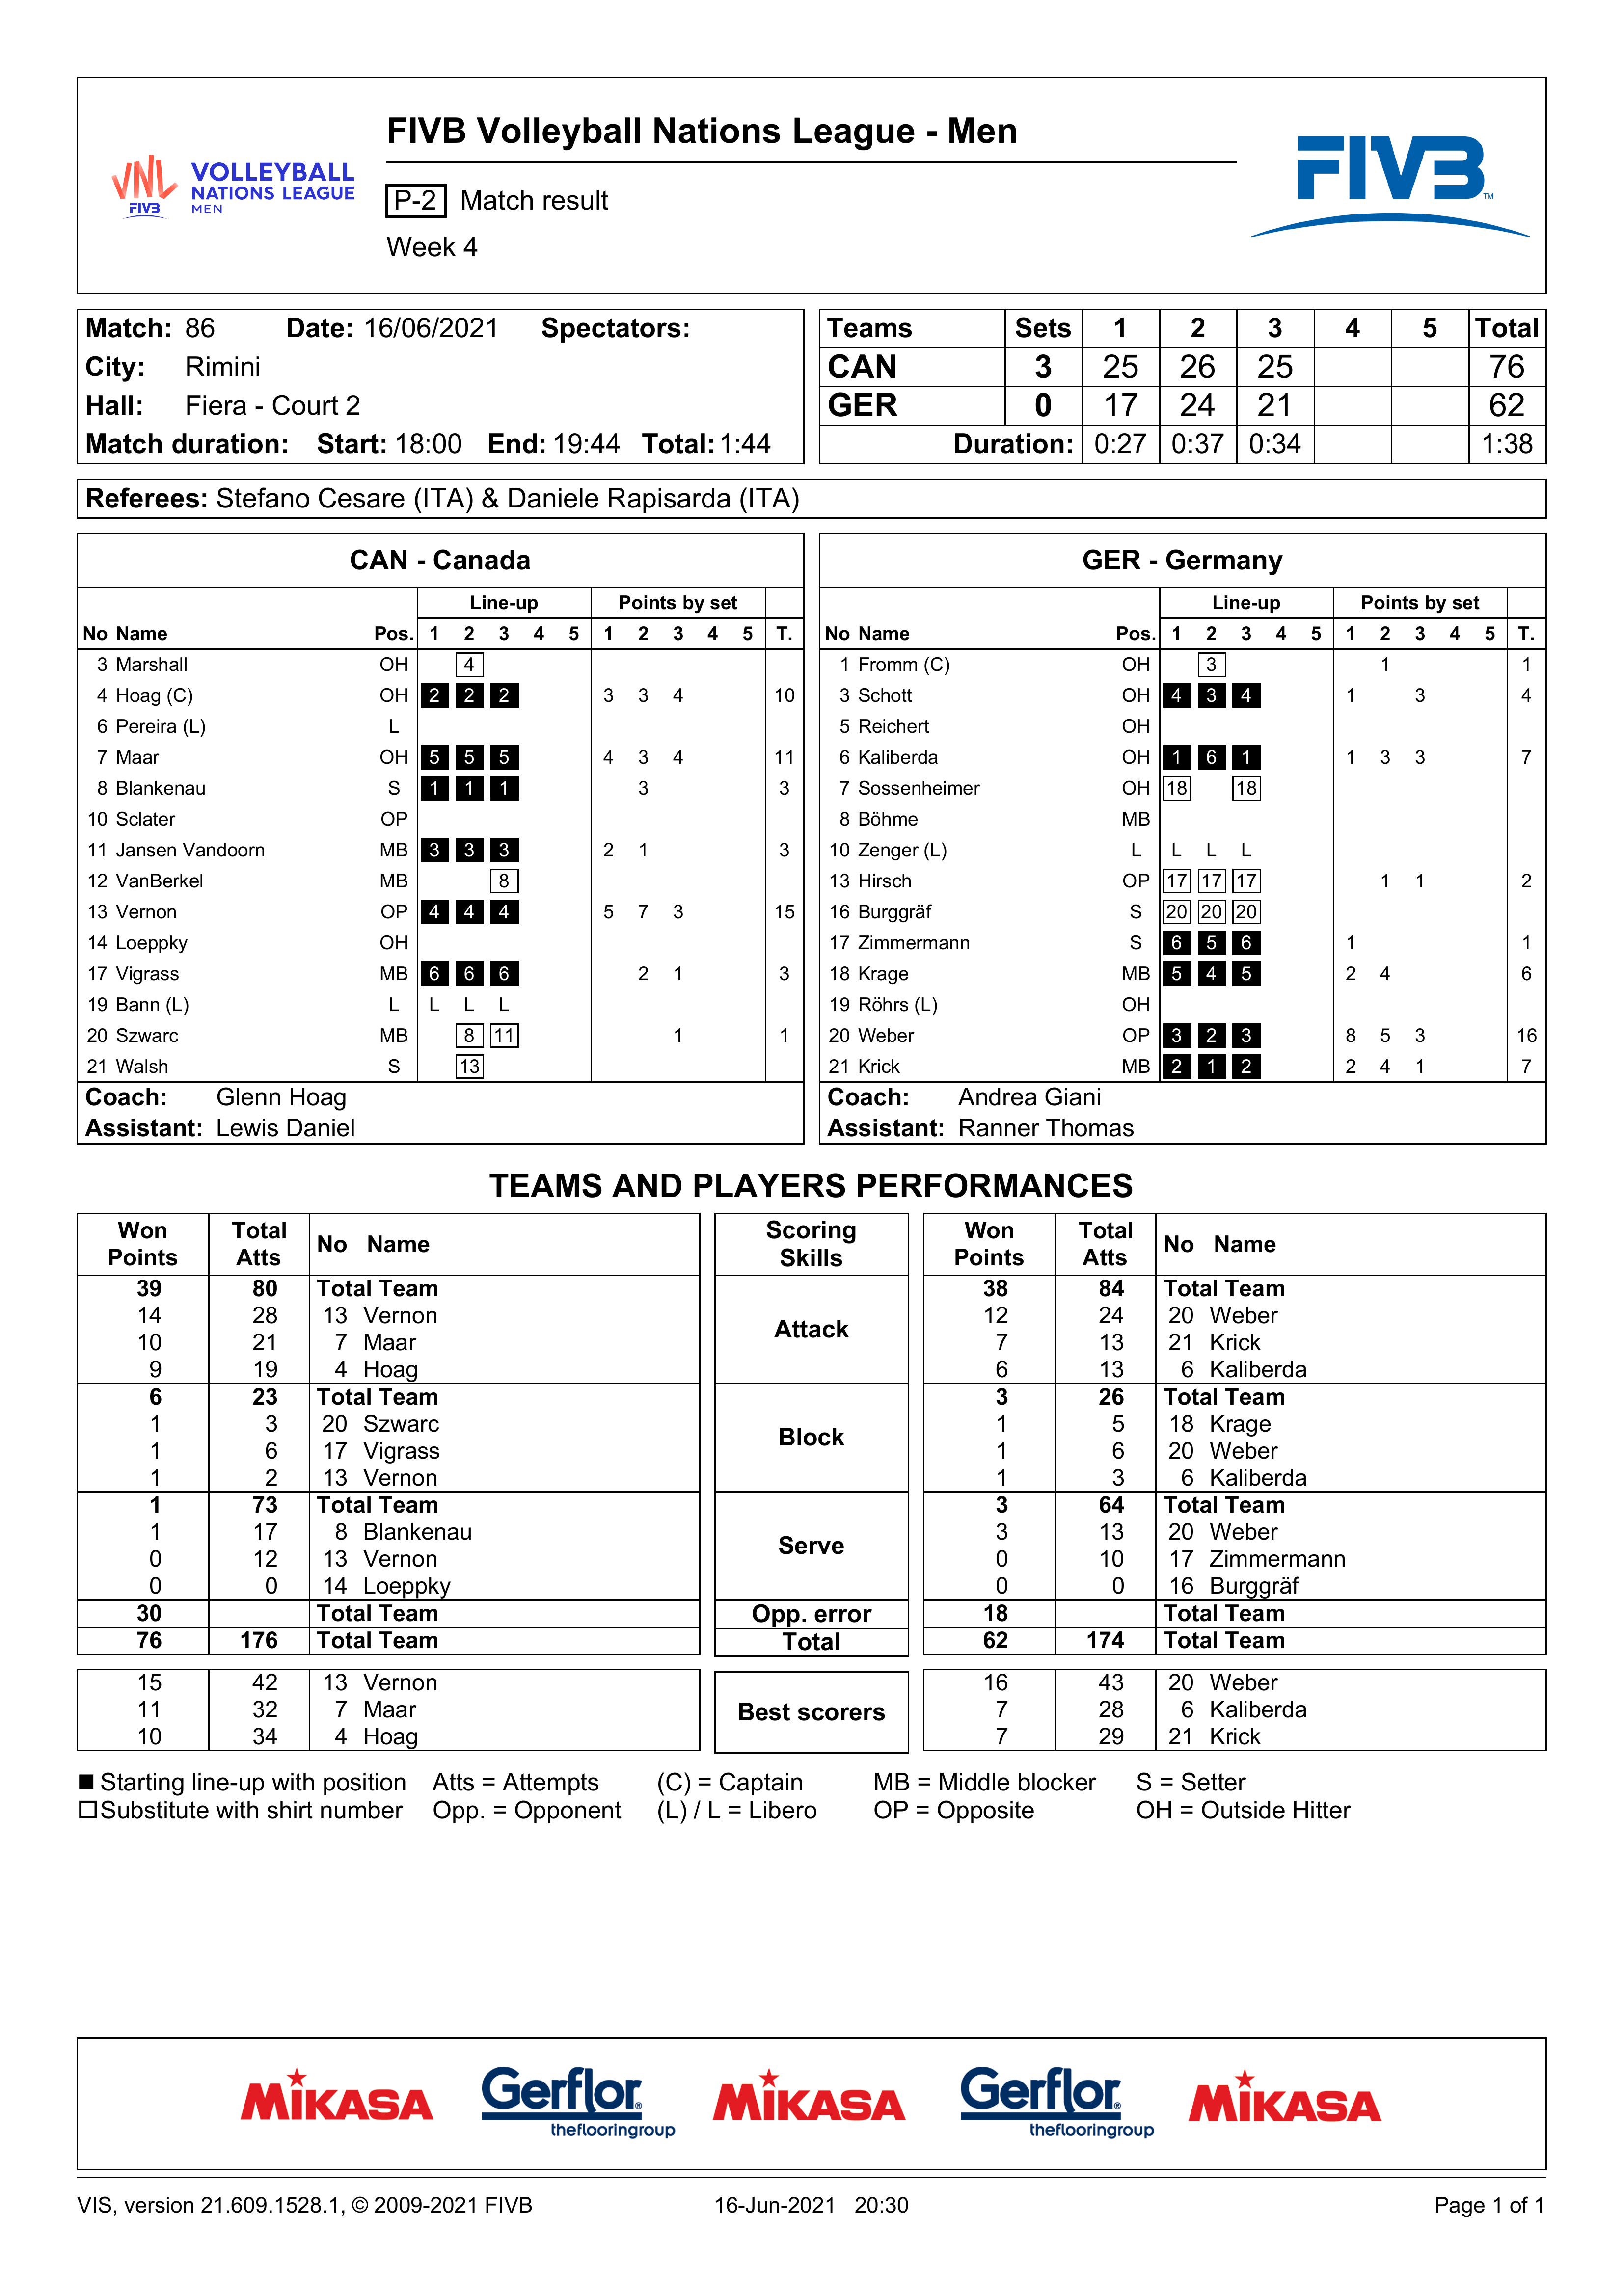 FIVB Volleyball Nations League - Men
VNL FIVB
VOLLEYBALL
NATIONS LEAGUE
MEN
P-2 Match result
Week 4
FIVB TM
Match: 86 Date: 16/06/2021 Spectators:
City: Rimini
Hall: Fiera - Court 2
Match duration: Start: 18:00 End: 19:44 Total: 1:44
Teams Sets 1 2 3 4 5 Total
CAN 3 25 26 25 76
GER 0 17 24 21 62
Duration: 0:27 0:37 0:34 1:38
Referees: Stefano Cesare (ITA) & Daniele Rapisarda (ITA)
CAN - Canada
Line-up Points by set
No Name Pos. 1 2 3 4 5 1 2 3 4 5 T.
3 Marshall OH 4
4 Hoag (C) OH 2 2 2 3 3 4 10
6 Pereira (L) L
7 Maar OH 5 5 5 4 3 4 11
8 Blankenau S 1 1 1 3 3
10 Sclater OP
11 Jansen Vandoorn MB 3 3 3 2 1 3
12 VanBerkel MB 8
13 Vernon OP 4 4 4 5 7 3 15
14 Loeppky OH
17 Vigrass MB 6 6 6 2 1 3
19 Bann (L) L L L L
20 Szwarc MB 8 11 1 1
21 Walsh S 13
Coach: Glenn Hoag
Assistant: Lewis Daniel
GER - Germany
Line-up Points by set
No Name Pos. 1 2 3 4 5 1 2 3 4 5 T.
1 Fromm (C) OH 3 1 1
3 Schott OH 4 3 4 1 3 4
5 Reichert OH
6 Kaliberda OH 1 6 1 1 3 3 7
7 Sossenheimer OH 18 18
8 Böhme MB
10 Zenger (L) L L L L
13 Hirsch OP 17 17 17 1 1 2
16 Burggräf S 20 20 20
17 Zimmermann S 6 5 6 1 1
18 Krage MB 5 4 5 2 4 6
19 Röhrs (L) OH
20 Weber OP 3 2 3 8 5 3 16
21 Krick MB 2 1 2 2 4 1 7
Coach: Andrea Giani
Assistant: Ranner Thomas
TEAMS AND PLAYERS PERFORMANCES
Won Points Total Atts No Name Scoring Skills Won Points Total Atts No Name
39 80 Total Team Attack 38 84 Total Team
14 28 13 Vernon 12 24 20 Weber
10 21 7 Maar 7 13 21 Krick
9 19 4 Hoag 6 13 6 Kaliberda
6 23 Total Team Block 3 26 Total Team
1 3 20 Szwarc 1 5 18 Krage
1 6 17 Vigrass 1 6 20 Weber
1 2 13 Vernon 1 3 6 Kaliberda
1 73 Total Team Serve 3 64 Total Team
1 17 8 Blankenau 3 13 20 Weber
0 12 13 Vernon 0 10 17 Zimmermann
0 0 14 Loeppky 0 0 16 Burggräf
30 Total Team Opp. error 18 Total Team
76 176 Total Team Total 62 174 Total Team
15 42 13 Vernon Best scorers 16 43 20 Weber
11 32 7 Maar 7 28 6 Kaliberda
10 34 4 Hoag 7 29 21 Krick
Starting line-up with position Atts = Attempts (C) = Captain MB = Middle blocker S = Setter
Substitute with shirt number Opp. = Opponent (L) / L = Libero OP = Opposite OH = Outside Hitter
MIKASA Gerflor® theflooringgroup MIKASA Gerflor® theflooringgroup MIKASA
VIS, version 21.609.1528.1, © 2009-2021 FIVB 16-Jun-2021 20:30 Page 1 of 1